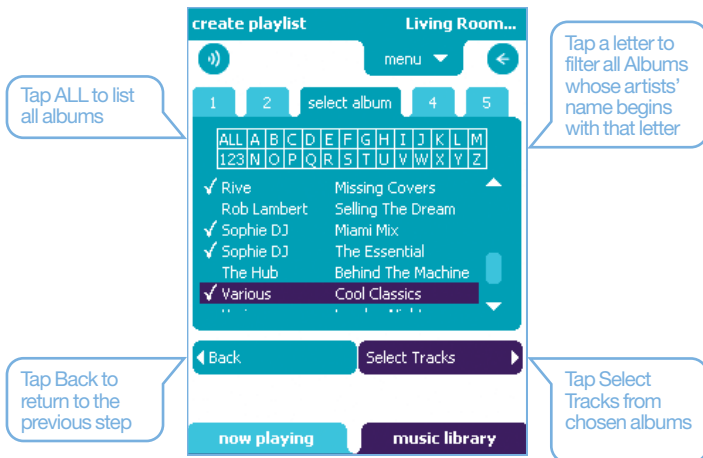 create playlist Living Room...
menu
Tap a letter to
filter all Albums
whose artists'
name begins
with that letter
Tap ALL to list
all albums
1 2 select album 4 5
ALL A B C D E F G H I J K L M
123 N O P Q R S T U V W X Y Z
✓ Rive Missing Covers
Rob Lambert Selling The Dream
✓ Sophie DJ Miami Mix
✓ Sophie DJ The Essential
The Hub Behind The Machine
✓ Various Cool Classics
Back Select Tracks
Tap Back to
return to the
previous step
Tap Select
Tracks from
chosen albums
now playing music library